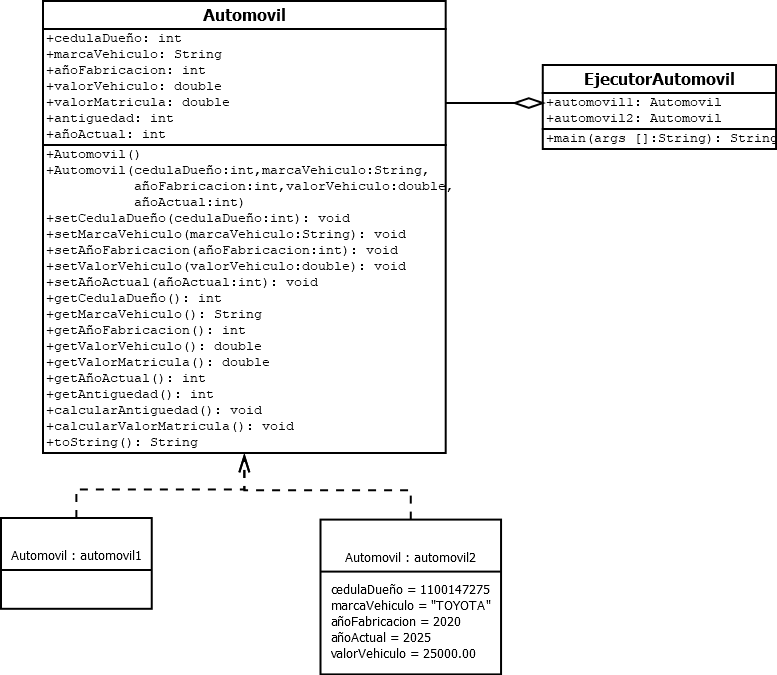 Automovil
+cedulaDueño: int
+marcaVehiculo: String
+añoFabricacion: int
+valorVehiculo: double
+valorMatricula: double
+antiguedad: int
+añoActual: int
+Automovil()
+Automovil(cedulaDueño:int,marcaVehiculo:String,
añoFabricacion:int,valorVehiculo:double,
añoActual:int)
+setCedulaDueño(cedulaDueño:int): void
+setMarcaVehiculo(marcaVehiculo:String): void
+setAñoFabricacion(añoFabricacion:int): void
+setValorVehiculo(valorVehiculo:double): void
+setAñoActual(añoActual:int): void
+getCedulaDueño(): int
+getMarcaVehiculo(): String
+getAñoFabricacion(): int
+getValorVehiculo(): double
+getValorMatricula(): double
+getAñoActual(): int
+getAntiguedad(): int
+calcularAntiguedad(): void
+calcularValorMatricula(): void
+toString(): String
EjecutorAutomovil
+automovil1: Automovil
+automovil2: Automovil
+main(args []:String): String
Automovil : automovil1
Automovil : automovil2
cedulaDueño = 1100147275
marcaVehiculo = "TOYOTA"
añoFabricacion = 2020
añoActual = 2025
valorVehiculo = 25000.00